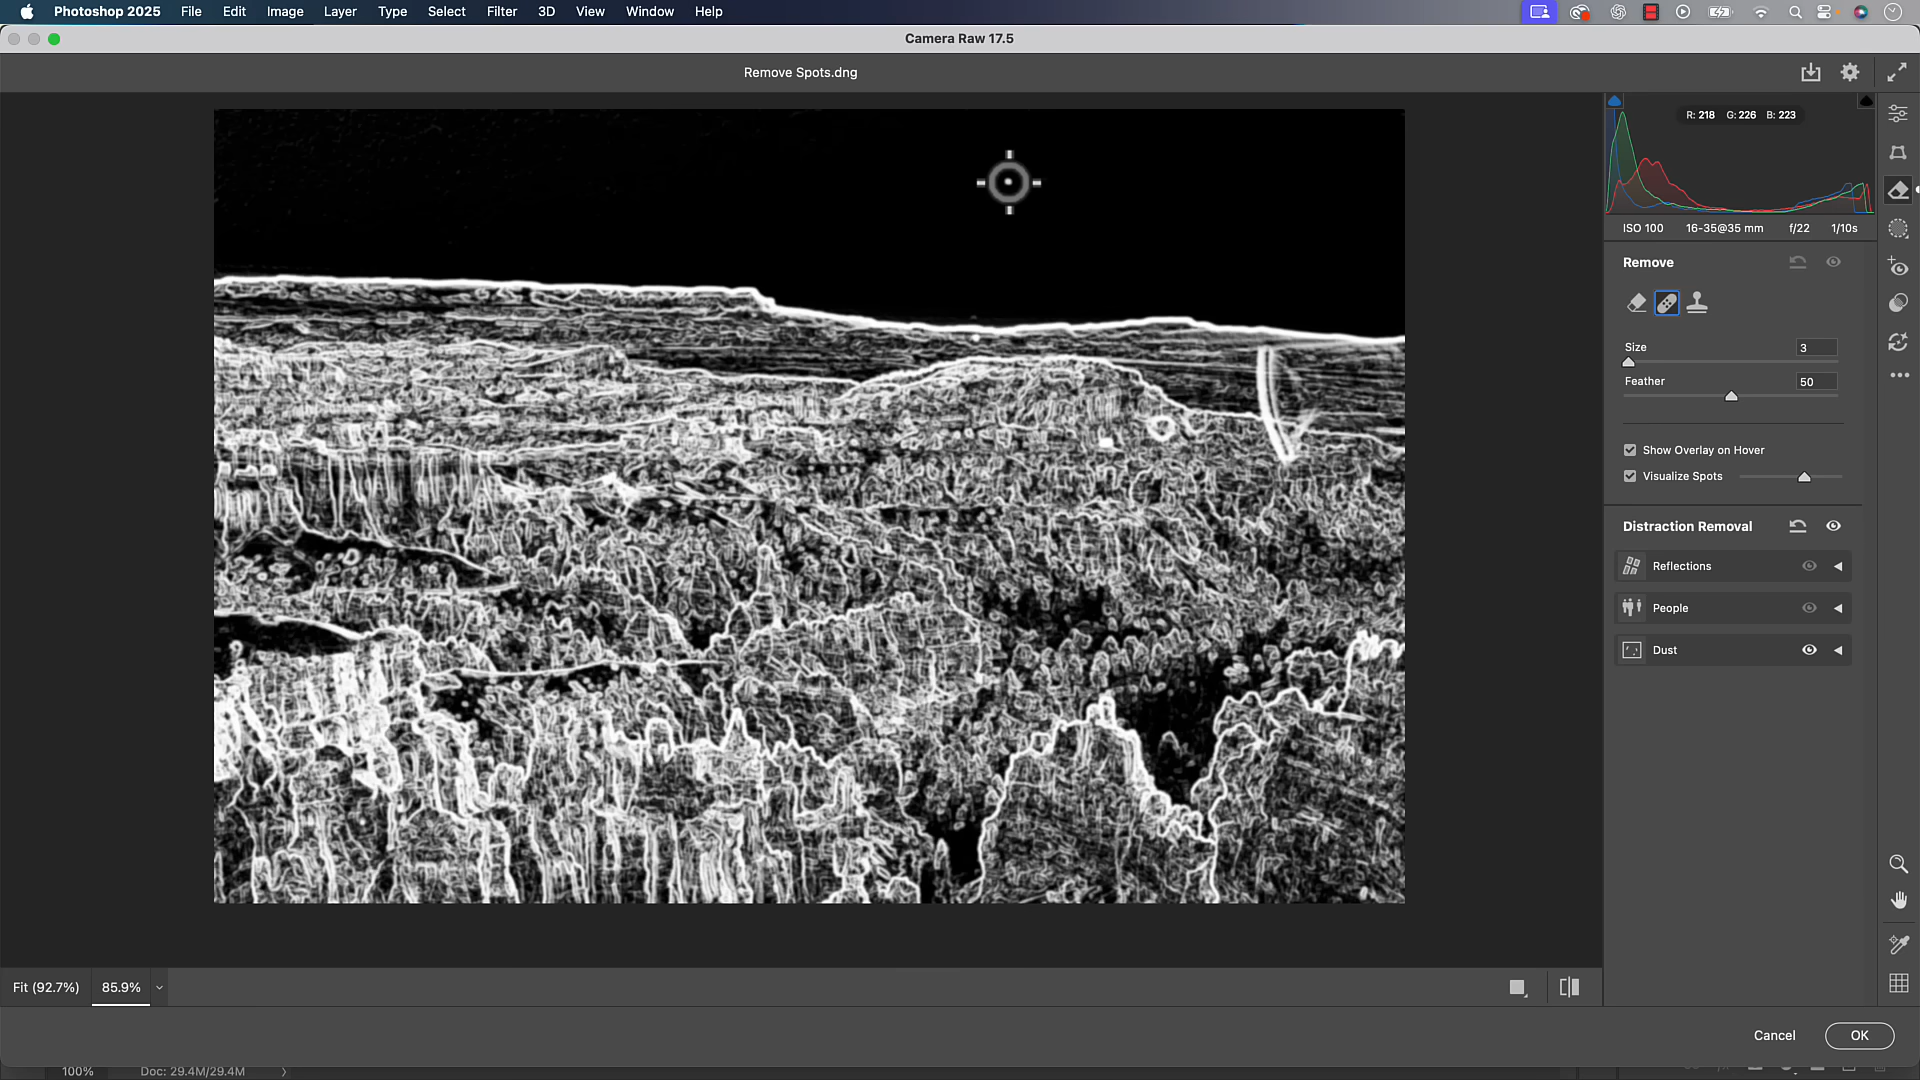 Photoshop 2025 File Edit Image Layer Type Select Filter 3D View Window Help
Camera Raw 17.5
Remove Spots.dng
R: 218 G: 226 B: 223
ISO 100 16-35@35 mm f/22 1/10s
Remove
Size 3
Feather 50
Show Overlay on Hover
Visualize Spots
Distraction Removal
Reflections
People
Dust
Fit (92.7%) 85.9%
Cancel OK
100% Doc: 29.4M/29.4M